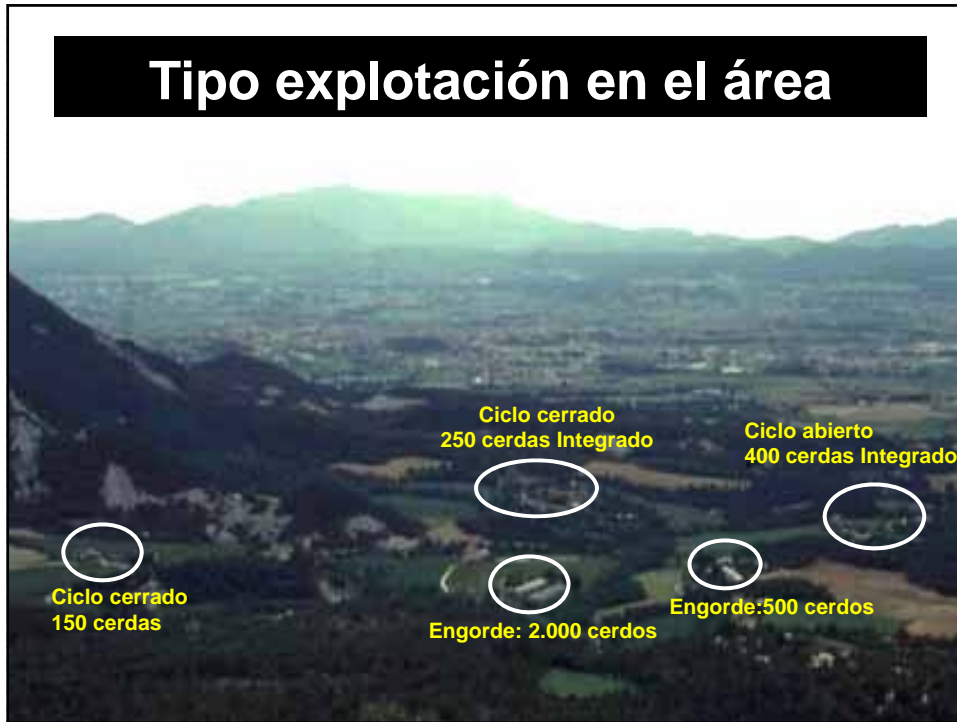 Tipo explotación en el área
Ciclo cerrado
250 cerdas Integrado
Ciclo abierto
400 cerdas Integrado
Ciclo cerrado
150 cerdas
Engorde: 2.000 cerdos
Engorde:500 cerdos